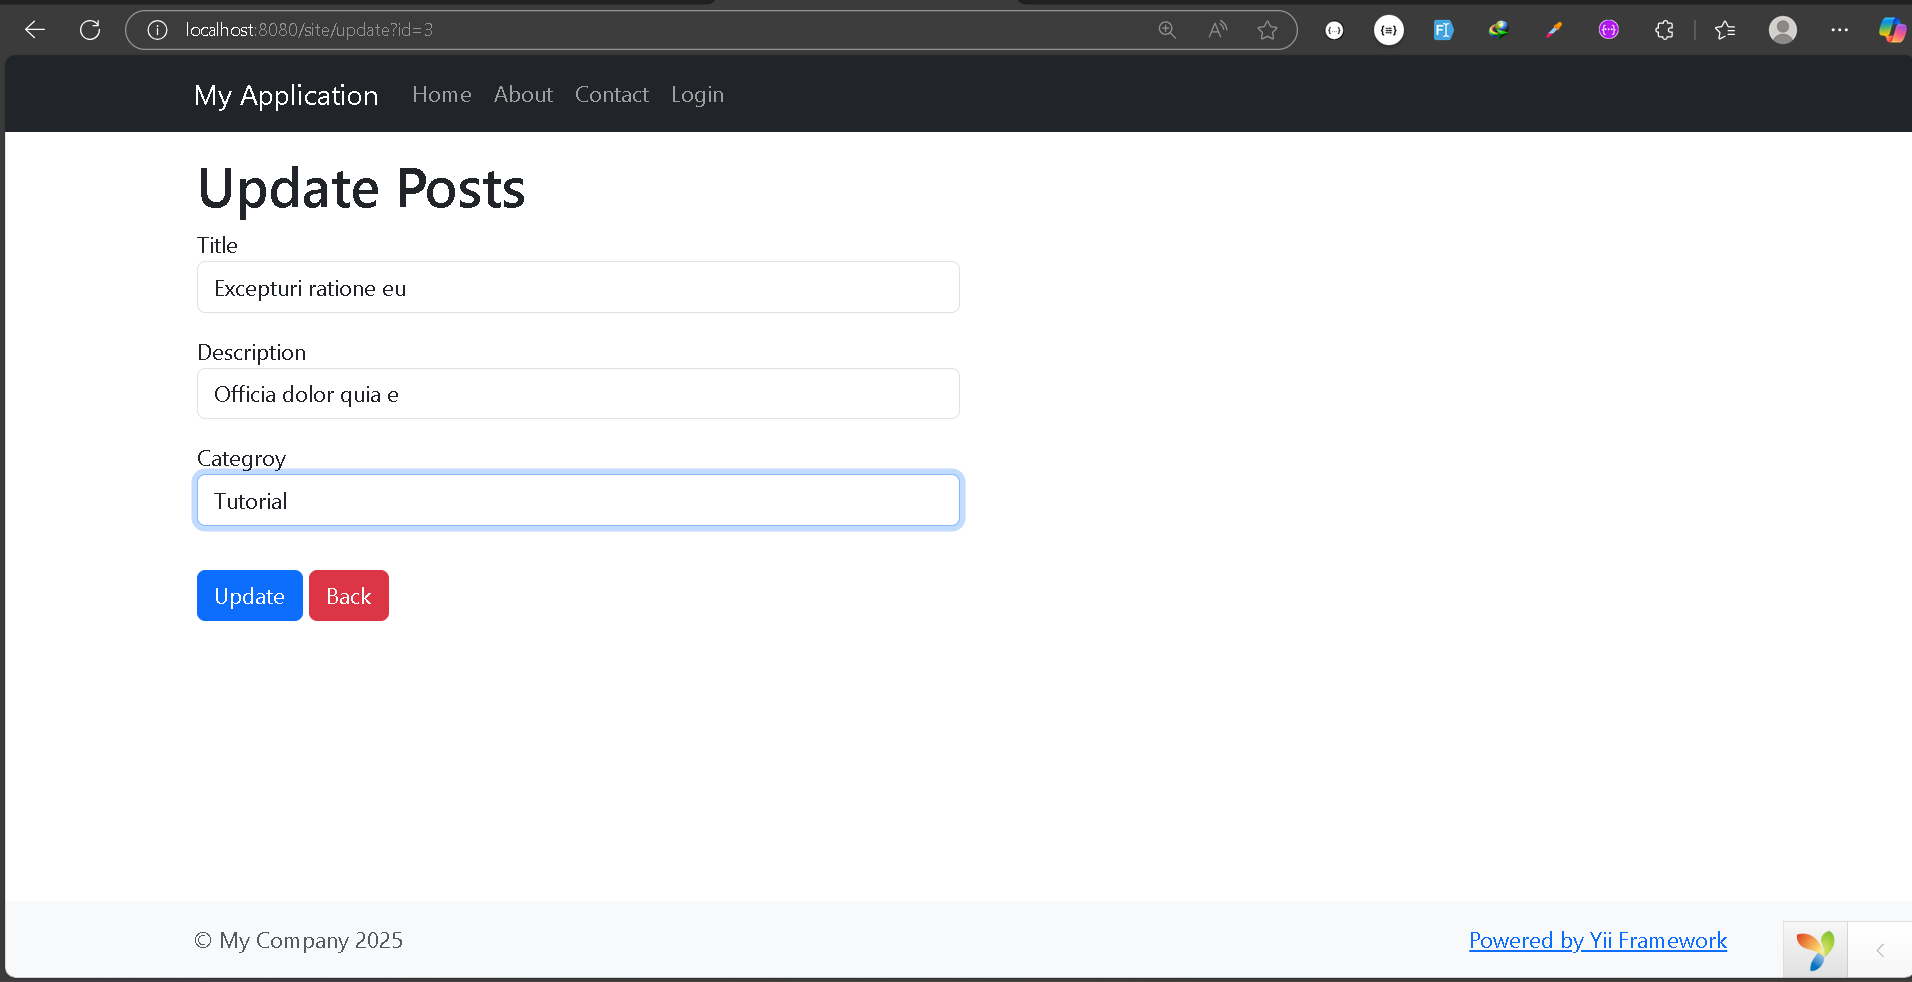 localhost:8080/site/update?id=3
My Application Home About Contact Login
Update Posts
Title
Excepturi ratione eu
Description
Officia dolor quia e
Categroy
Tutorial
Update Back
© My Company 2025
Powered by Yii Framework